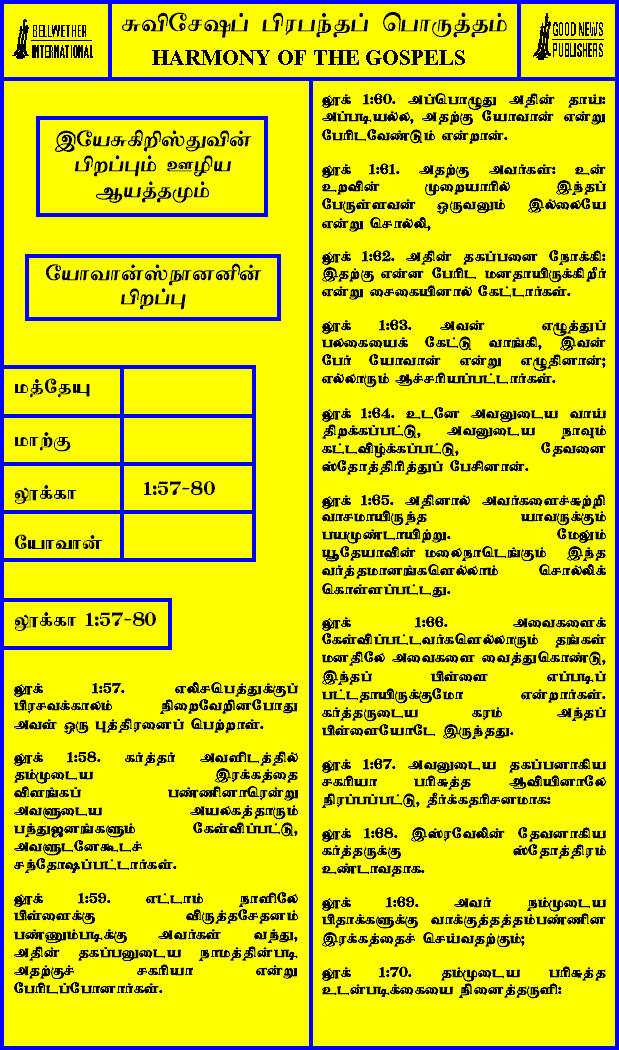 BELLWETHER
INTERNATIONAL
சுவிசேஷப் பிரபந்தப் பொருத்தம்
HARMONY OF THE GOSPELS
GOOD NEWS
PUBLISHERS
இயேசுகிறிஸ்துவின்
பிறப்பும் ஊழிய
ஆயத்தமும்
யோவான்ஸ்நானனின்
பிறப்பு
மத்தேயு
மாற்கு
லூக்கா 1:57-80
யோவான்
லூக்கா 1:57-80
லூக் 1:57. எலிசபெத்துக்குப்
பிரசவக்காலம் நிறைவேறினபோது
அவள் ஒரு புத்திரனைப் பெற்றாள்.
லூக் 1:58. கர்த்தர் அவளிடத்தில்
தம்முடைய இரக்கத்தை
விளங்கப் பண்ணினாரென்று
அவளுடைய அயலகத்தாரும்
பந்துஜனங்களும் கேள்விப்பட்டு,
அவளுடனேகூடச்
சந்தோஷப்பட்டார்கள்.
லூக் 1:59. எட்டாம் நாளிலே
பிள்ளைக்கு விருத்தசேதனம்
பண்ணும்படிக்கு அவர்கள் வந்து,
அதின் தகப்பனுடைய நாமத்தின்படி
அதற்குச் சகரியா என்று
பேரிடப்போனார்கள்.
லூக் 1:60. அப்பொழுது அதின் தாய்:
அப்படியல்ல, அதற்கு யோவான் என்று
பேரிடவேண்டும் என்றாள்.
லூக் 1:61. அதற்கு அவர்கள்: உன்
உறவின் முறையாரில் இந்தப்
பேருள்ளவன் ஒருவனும் இல்லையே
என்று சொல்லி,
லூக் 1:62. அதின் தகப்பனை நோக்கி:
இதற்கு என்ன பேரிட மனதாயிருக்கிறீர்
என்று சைகையினால் கேட்டார்கள்.
லூக் 1:63. அவன் எழுத்துப்
பலகையைக் கேட்டு வாங்கி, இவன்
பேர் யோவான் என்று எழுதினான்;
எல்லாரும் ஆச்சரியப்பட்டார்கள்.
லூக் 1:64. உடனே அவனுடைய வாய்
திறக்கப்பட்டு, அவனுடைய நாவும்
கட்டவிழ்க்கப்பட்டு, தேவனை
ஸ்தோத்திரித்துப் பேசினான்.
லூக் 1:65. அதினால் அவர்களைச்சுற்றி
வாசமாயிருந்த யாவருக்கும்
பயமுண்டாயிற்று. மேலும்
யூதேயாவின் மலைநாடெங்கும் இந்த
வர்த்தமானங்களெல்லாம் சொல்லிக்
கொள்ளப்பட்டது.
லூக் 1:66. அவைகளைக்
கேள்விப்பட்டவர்களெல்லாரும் தங்கள்
மனதிலே அவைகளை வைத்துகொண்டு,
இந்தப் பிள்ளை எப்படிப்
பட்டதாயிருக்குமோ என்றார்கள்.
கர்த்தருடைய கரம் அந்தப்
பிள்ளையோடே இருந்தது.
லூக் 1:67. அவனுடைய தகப்பனாகிய
சகரியா பரிசுத்த ஆவியினாலே
நிரப்பப்பட்டு, தீர்க்கதரிசனமாக:
லூக் 1:68. இஸ்ரவேலின் தேவனாகிய
கர்த்தருக்கு ஸ்தோத்திரம்
உண்டாவதாக.
லூக் 1:69. அவர் நம்முடைய
பிதாக்களுக்கு வாக்குத்தத்தம்பண்ணின
இரக்கத்தைச் செய்வதற்கும்;
லூக் 1:70. தம்முடைய பரிசுத்த
உடன்படிக்கையை நினைத்தருளி: